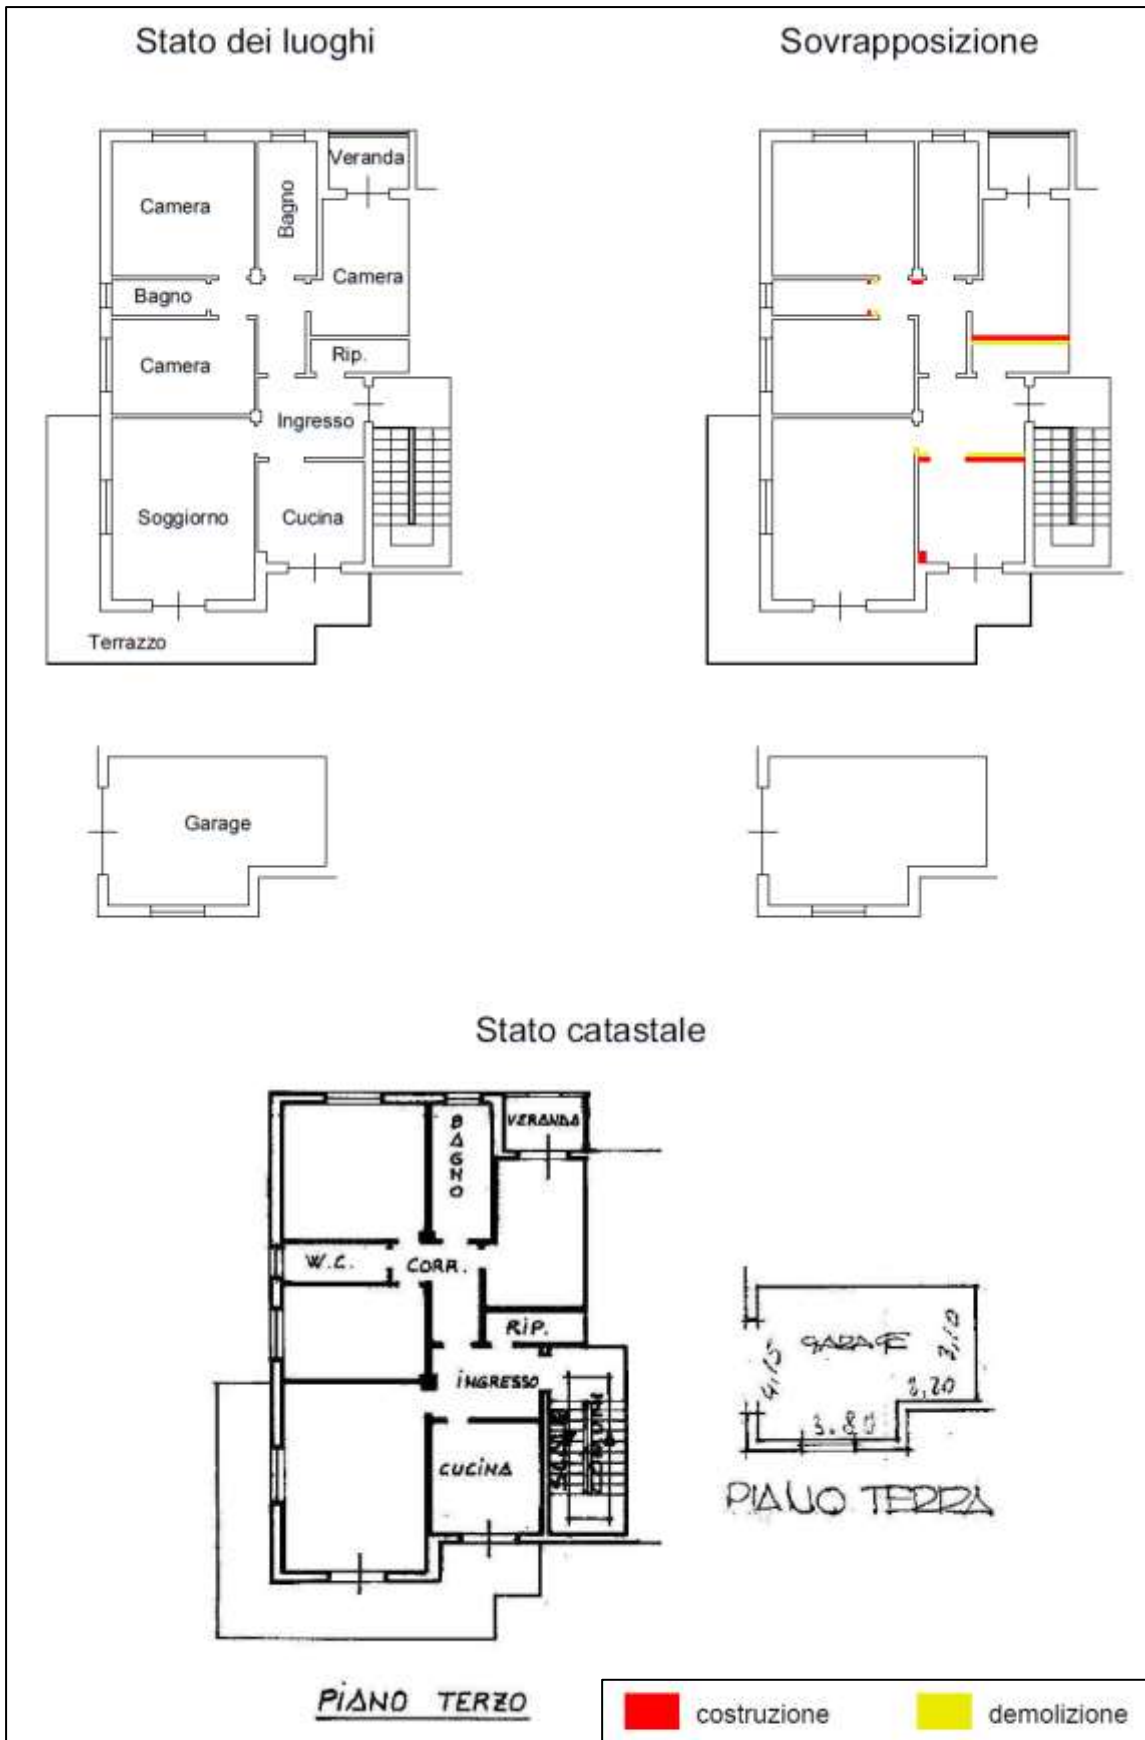 Stato dei luoghi
Sovrapposizione
Veranda
Camera
Bagno
Camera
Bagno
Rip.
Camera
Ingresso
Soggiorno
Cucina
Terrazzo
Garage
Stato catastale
BAGNO
VERANDA
W.C.
CORR.
RIP.
INGRESSO
CUCINA
GARAGE
4,15
3,10
2,20
3.80
PIANO TERRA
PIANO TERZO
costruzione
demolizione